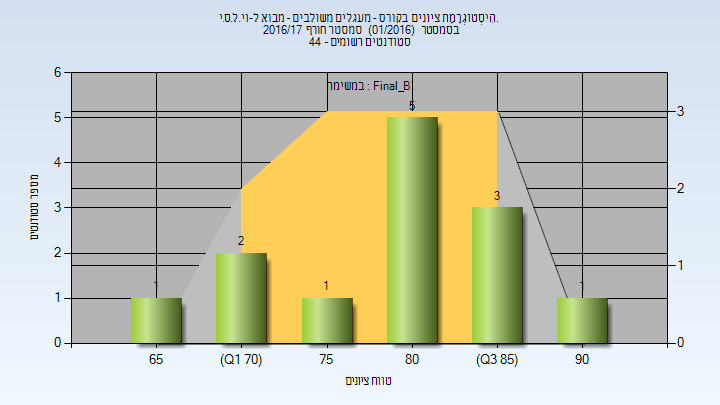 היסטוגרמת ציונים בקורס - מעגלים משולבים - מבוא ל-וי.ל.ס.י.
בסמסטר (01/2016) סמסטר חורף 2016/17
סטודנטים רשומים - 44
במשימה : Final_B
מספר סטודנטים
6
5
4
3
2
1
0
3
2
1
0
1
2
1
5
3
1
65
(Q1 70)
75
80
(Q3 85)
90
טווח ציונים